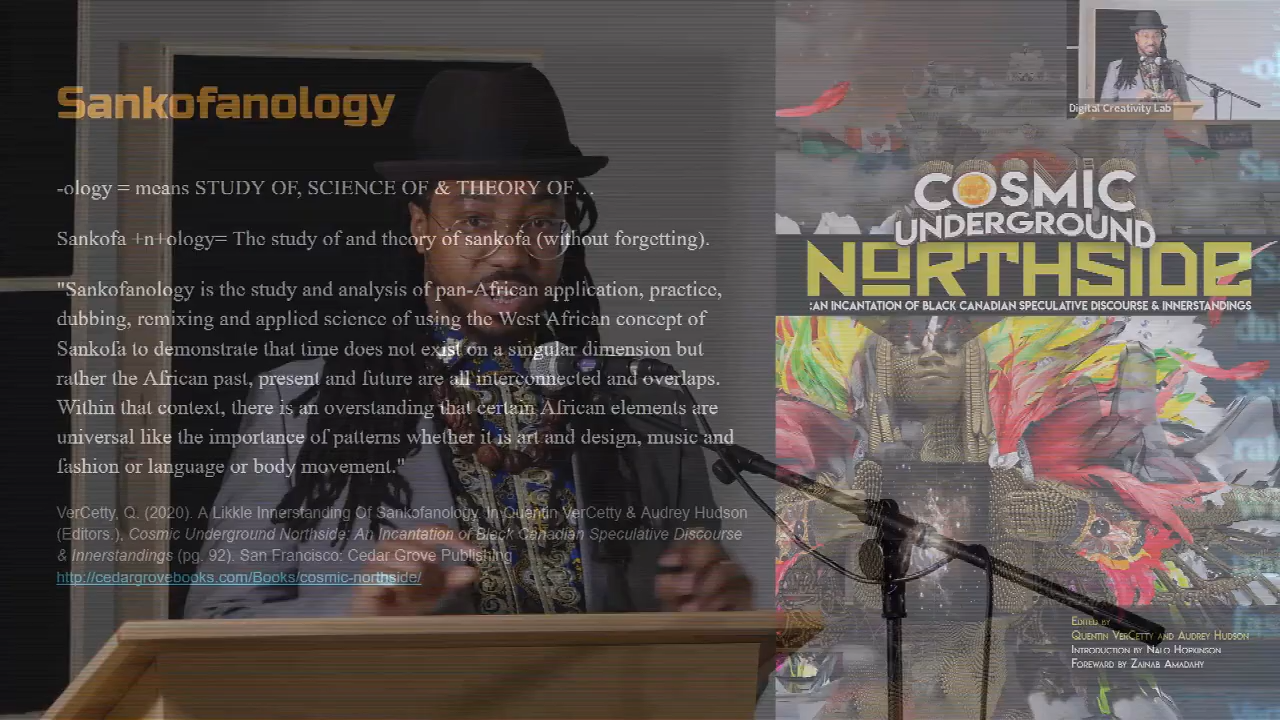 Sankofanology
-ology = means STUDY OF, SCIENCE OF & THEORY OF...
Sankofa +n+ology= The study of and theory of sankofa (without forgetting).
"Sankofanology is the study and analysis of pan-African application, practice,
dubbing, remixing and applied science of using the West African concept of
Sankofa to demonstrate that time does not exist on a singular dimension but
rather the African past, present and future are all interconnected and overlaps.
Within that context, there is an overstanding that certain African elements are
universal like the importance of patterns whether it is art and design, music and
fashion or language or body movement."
VerCetty, Q. (2020). A Likkle Innerstanding Of Sankofanology. In Quentin VerCetty & Audrey Hudson
(Editors.), Cosmic Underground Northside: An Incantation of Black Canadian Speculative Discourse
& Innerstandings (pg. 92). San Francisco: Cedar Grove Publishing
http://cedargrovebooks.com/Books/cosmic-northside/
Digital Creativity Lab
COSMIC
UNDERGROUND
NORTHSIDE
:AN INCANTATION OF BLACK CANADIAN SPECULATIVE DISCOURSE & INNERSTANDINGS
EDITED BY
QUENTIN VERCETTY AND AUDREY HUDSON
INTRODUCTION BY NALO HOPKINSON
FOREWARD BY ZAINAB AMADAHY